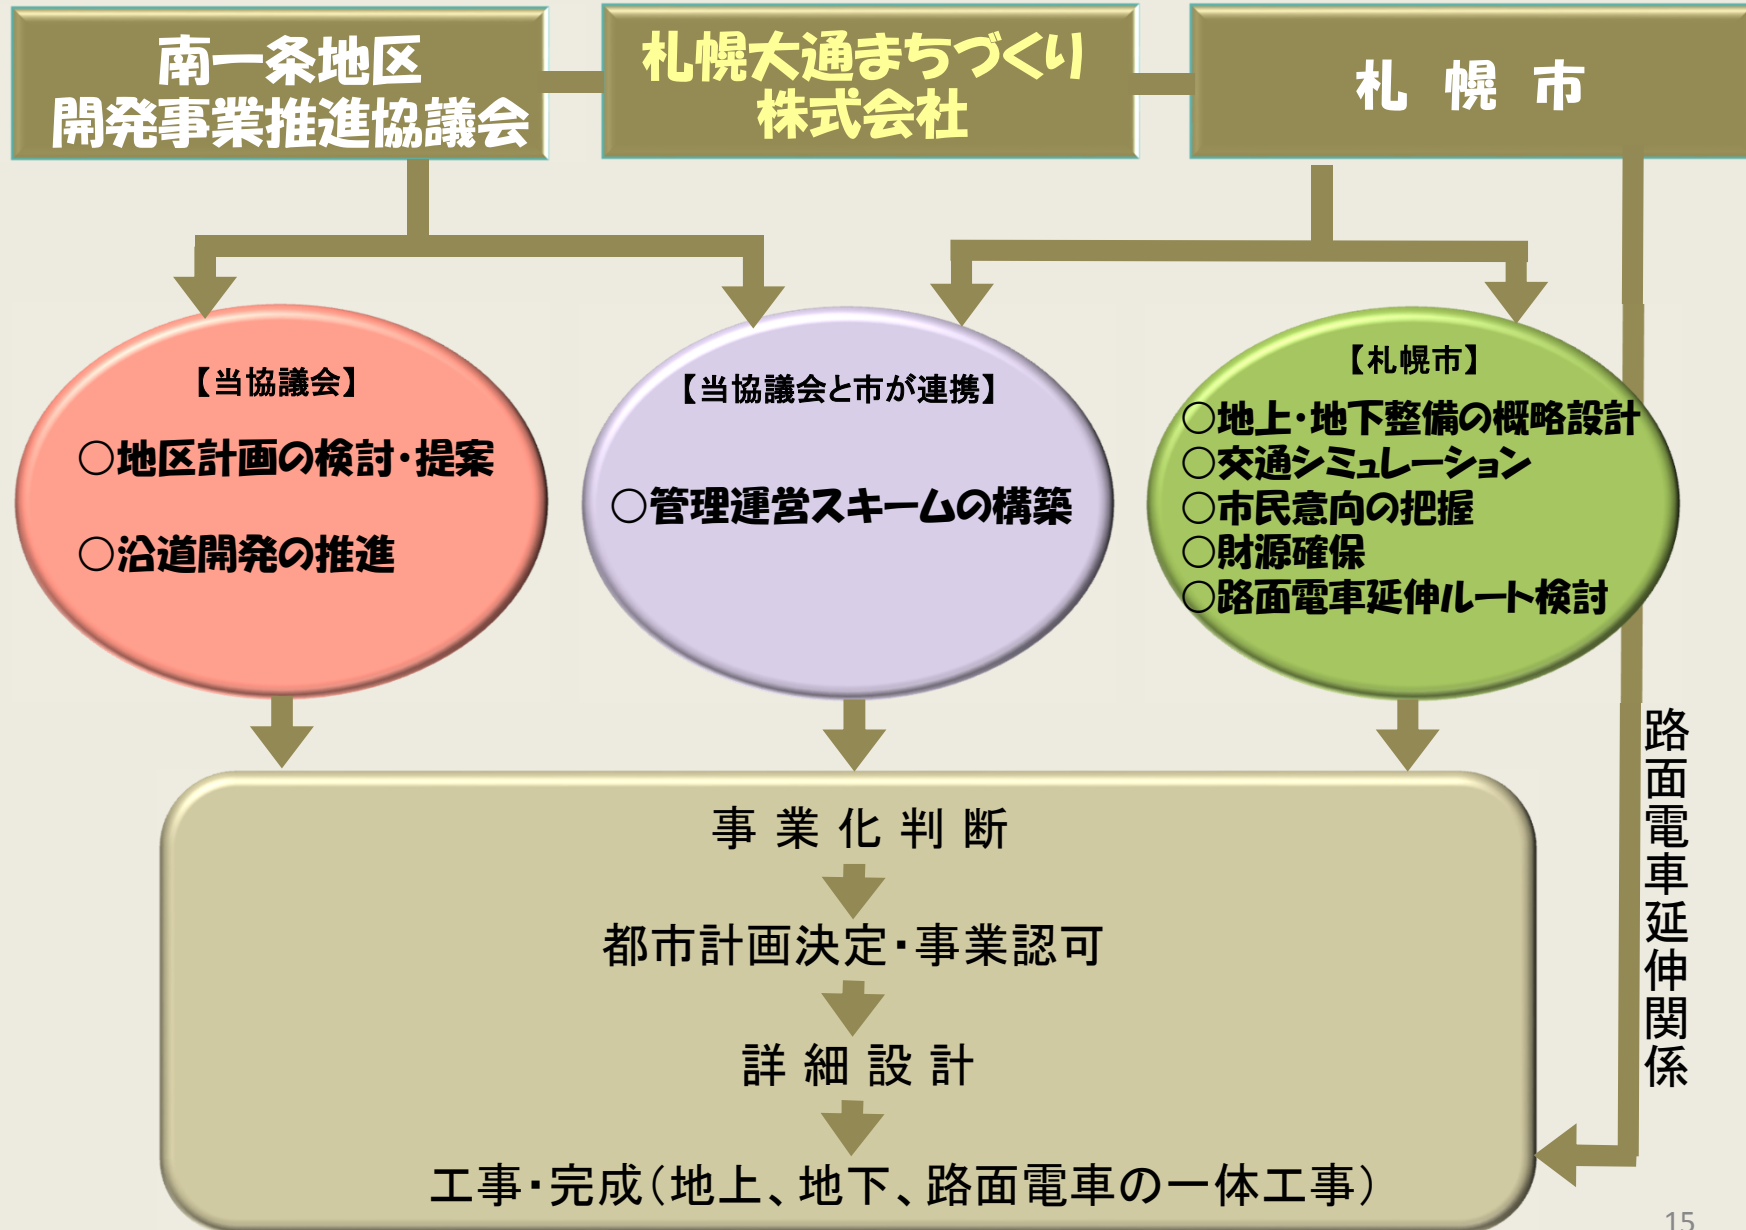 南一条地区
開発事業推進協議会
札幌大通まちづくり
株式会社
札 幌 市
【当協議会】
○地区計画の検討・提案
○沿道開発の推進
【当協議会と市が連携】
○管理運営スキームの構築
【札幌市】
○地上・地下整備の概略設計
○交通シミュレーション
○市民意向の把握
○財源確保
○路面電車延伸ルート検討
路面電車延伸関係
事 業 化 判 断
都市計画決定・事業認可
詳 細 設 計
工事・完成（地上、地下、路面電車の一体工事）
15